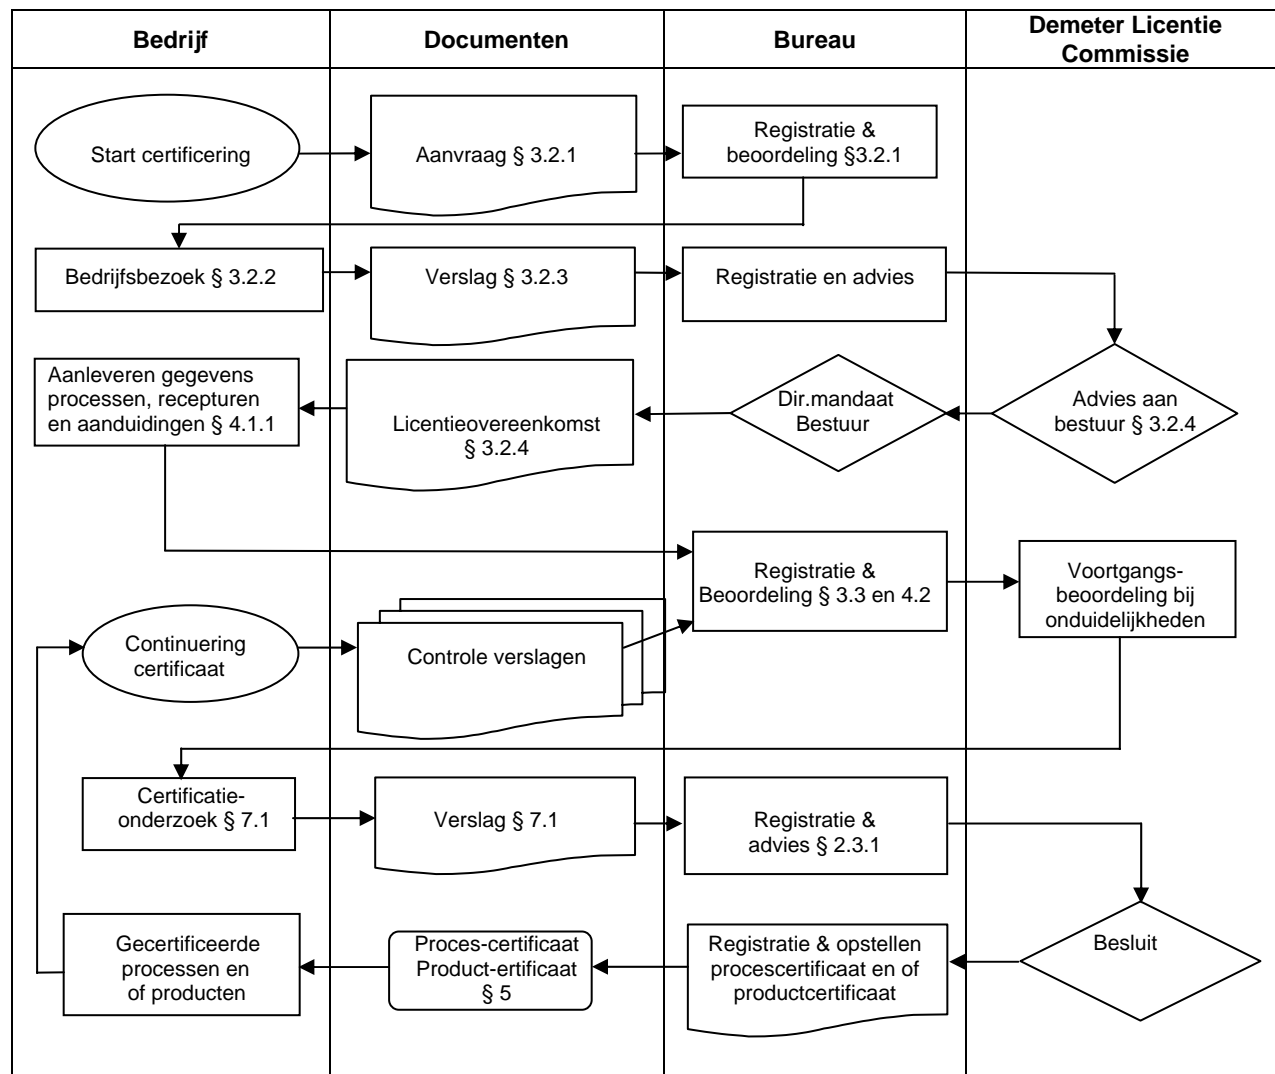 Bedrijf
Documenten
Bureau
Demeter Licentie
Commissie
Start certificering
Aanvraag § 3.2.1
Registratie &
beoordeling §3.2.1
Bedrijfsbezoek § 3.2.2
Verslag § 3.2.3
Registratie en advies
Aanleveren gegevens
processen, recepturen
en aanduidingen § 4.1.1
Licentieovereenkomst
§ 3.2.4
Dir.mandaat
Bestuur
Advies aan
bestuur § 3.2.4
Registratie &
Beoordeling § 3.3 en 4.2
Voortgangs-
beoordeling bij
onduidelijkheden
Continuering
certificaat
Controle verslagen
Certificatie-
onderzoek § 7.1
Verslag § 7.1
Registratie &
advies § 2.3.1
Gecertificeerde
processen en
of producten
Proces-certificaat
Product-ertificaat
§ 5
Registratie & opstellen
procescertificaat en of
productcertificaat
Besluit